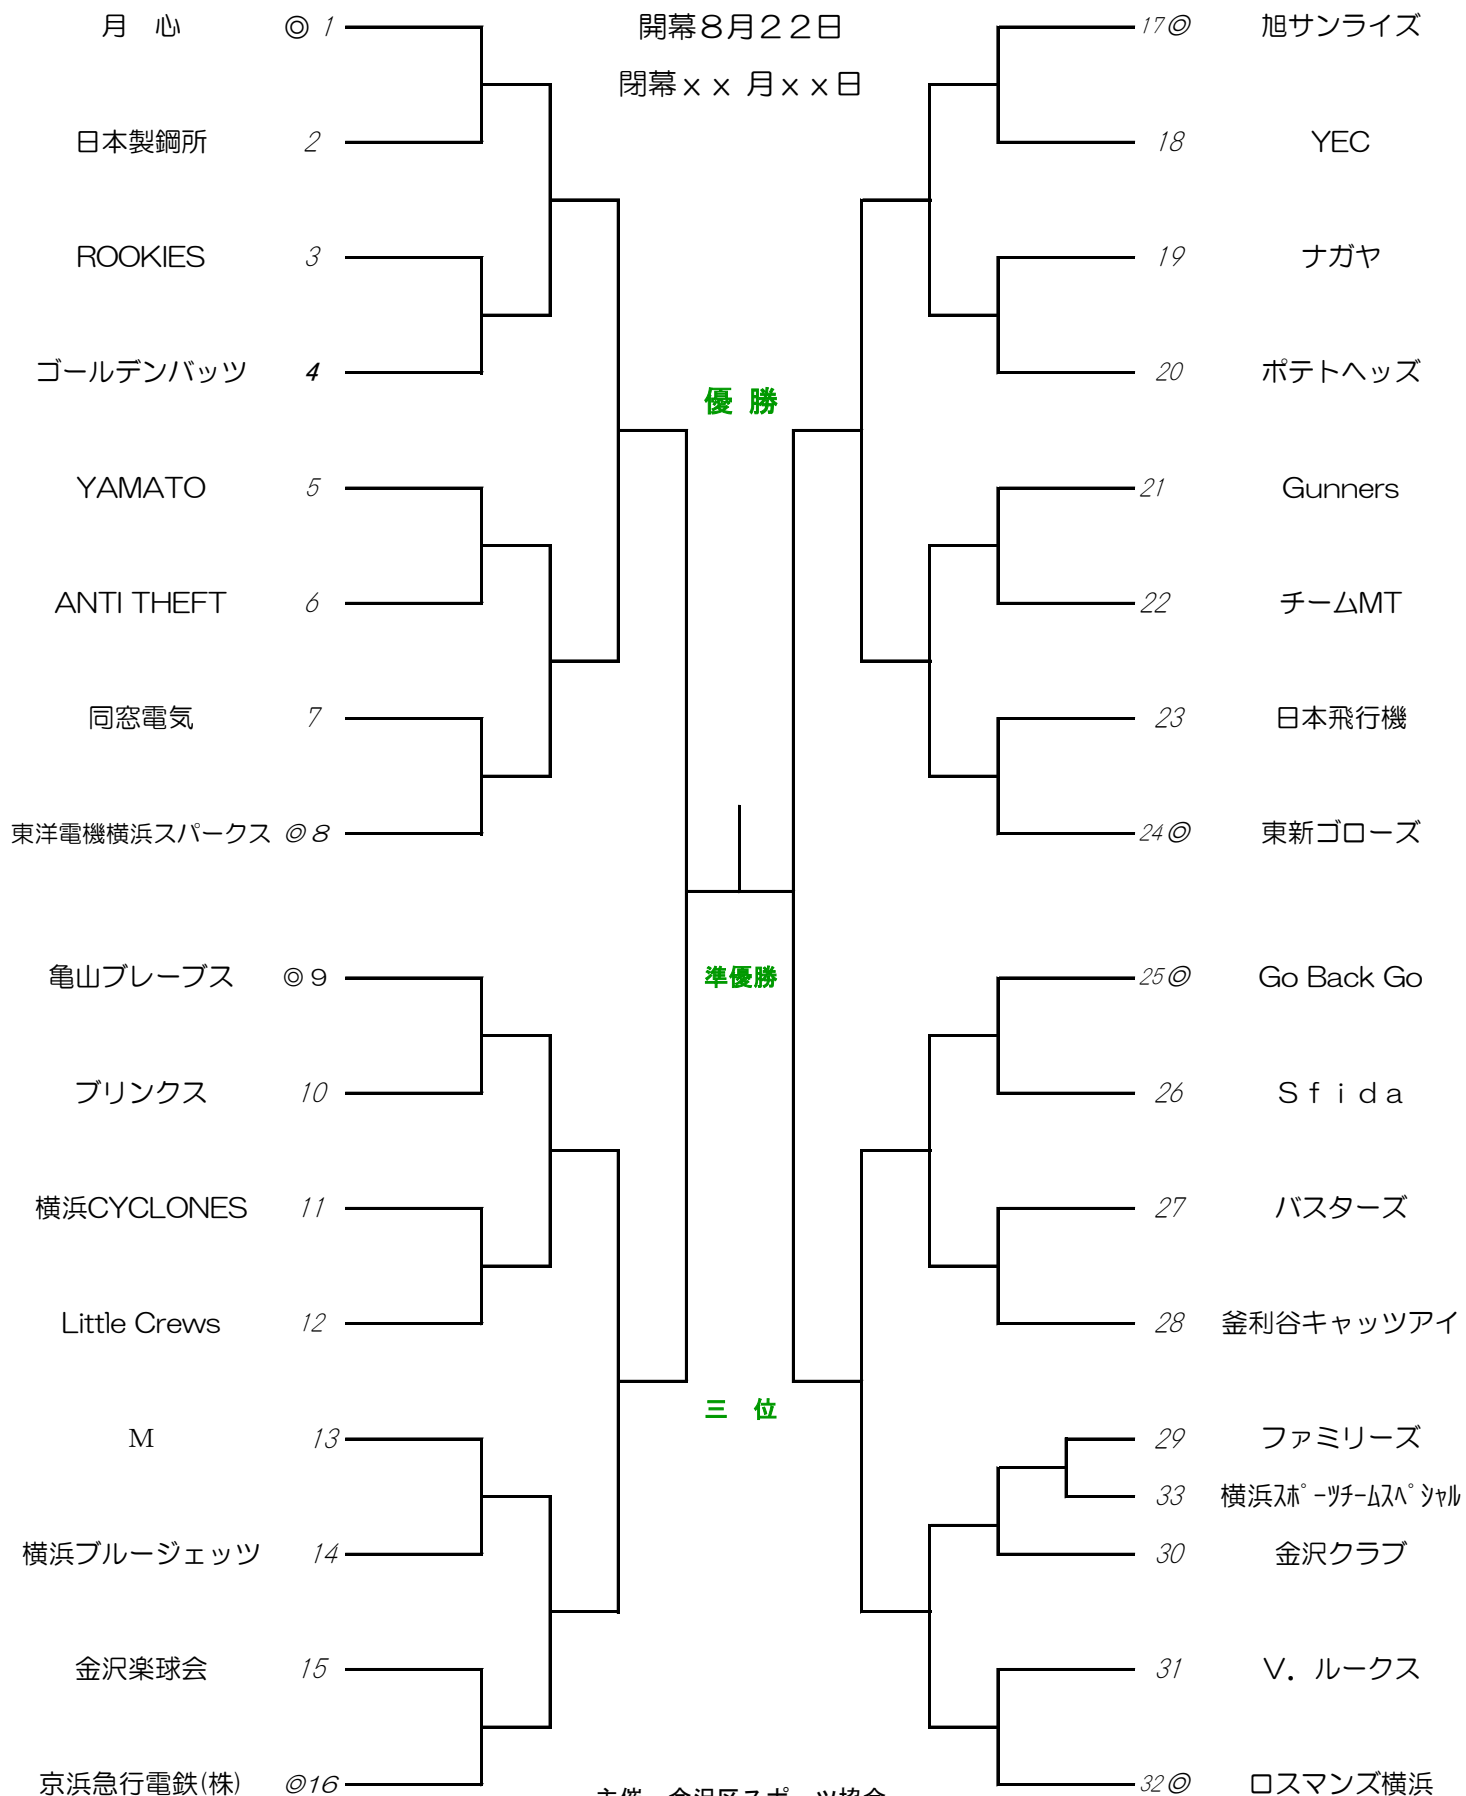 開幕８月２２日
閉幕ｘｘ 月ｘｘ日
月　心 ◎ 1
日本製鋼所 2
ROOKIES 3
ゴールデンバッツ 4
YAMATO 5
ANTI THEFT 6
同窓電気 7
東洋電機横浜スパークス ◎ 8
亀山ブレーブス ◎ 9
ブリンクス 10
横浜CYCLONES 11
Little Crews 12
M 13
横浜ブルージェッツ 14
金沢楽球会 15
京浜急行電鉄(株) ◎16
優 勝
準優勝
三　位
17◎ 旭サンライズ
18 YEC
19 ナガヤ
20 ポテトヘッズ
21 Gunners
22 チームMT
23 日本飛行機
24◎ 東新ゴローズ
25◎ Go Back Go
26 Ｓｆｉｄａ
27 バスターズ
28 釜利谷キャッツアイ
29 ファミリーズ
33 横浜ｽﾎﾟｰﾂﾁｰﾑｽﾍﾟｼｬﾙ
30 金沢クラブ
31 Ｖ．ルークス
32◎ ロスマンズ横浜
主催　金沢区スポーツ協会